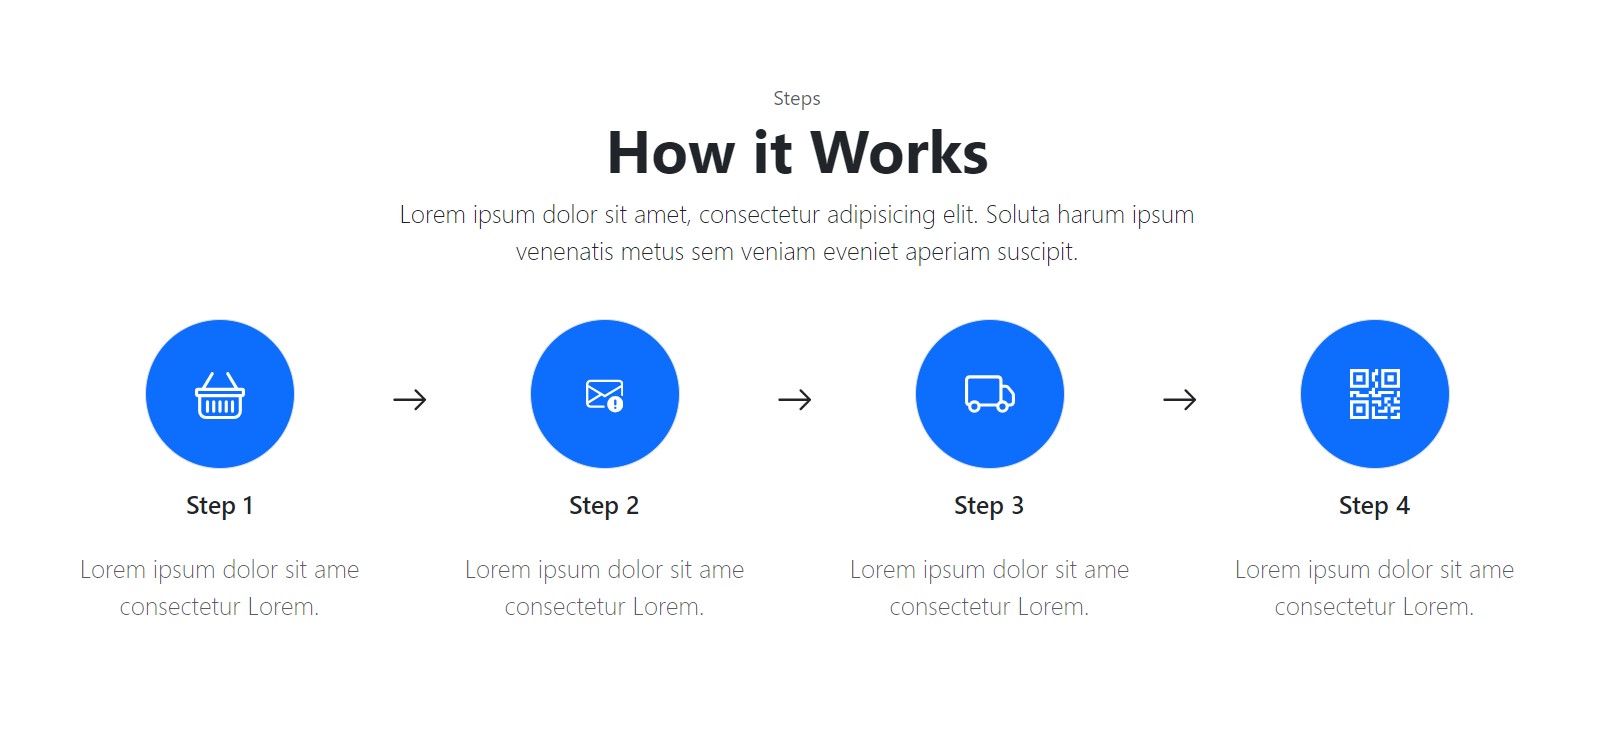 Steps
How it Works
Lorem ipsum dolor sit amet, consectetur adipisicing elit. Soluta harum ipsum
venenatis metus sem veniam eveniet aperiam suscipit.
Step 1
Lorem ipsum dolor sit ame
consectetur Lorem.
Step 2
Lorem ipsum dolor sit ame
consectetur Lorem.
Step 3
Lorem ipsum dolor sit ame
consectetur Lorem.
Step 4
Lorem ipsum dolor sit ame
consectetur Lorem.